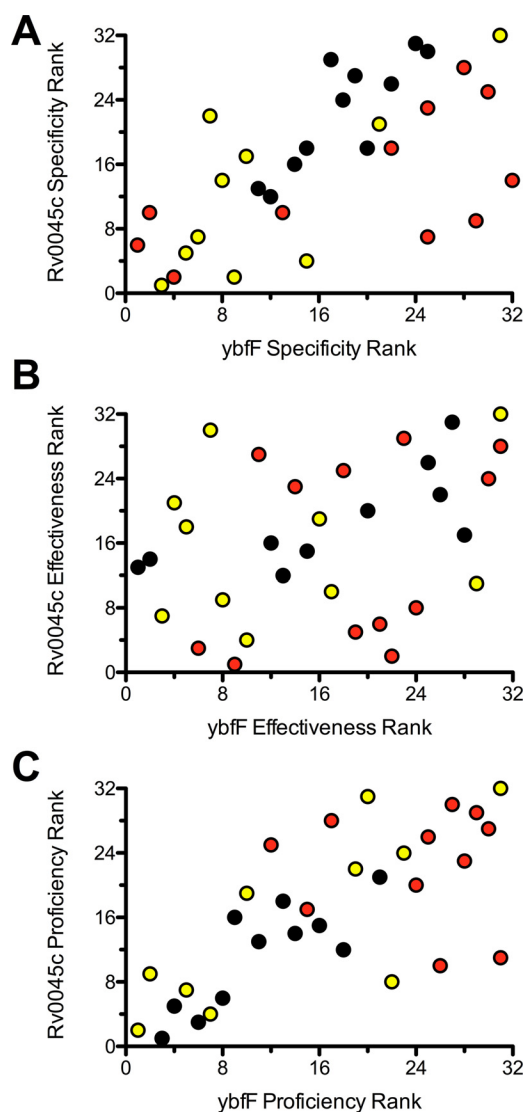 A
Rv0045c Specificity Rank
32
24
16
8
0
0 8 16 24 32
ybfF Specificity Rank
B
Rv0045c Effectiveness Rank
32
24
16
8
0
0 8 16 24 32
ybfF Effectiveness Rank
C
Rv0045c Proficiency Rank
32
24
16
8
0
0 8 16 24 32
ybfF Proficiency Rank